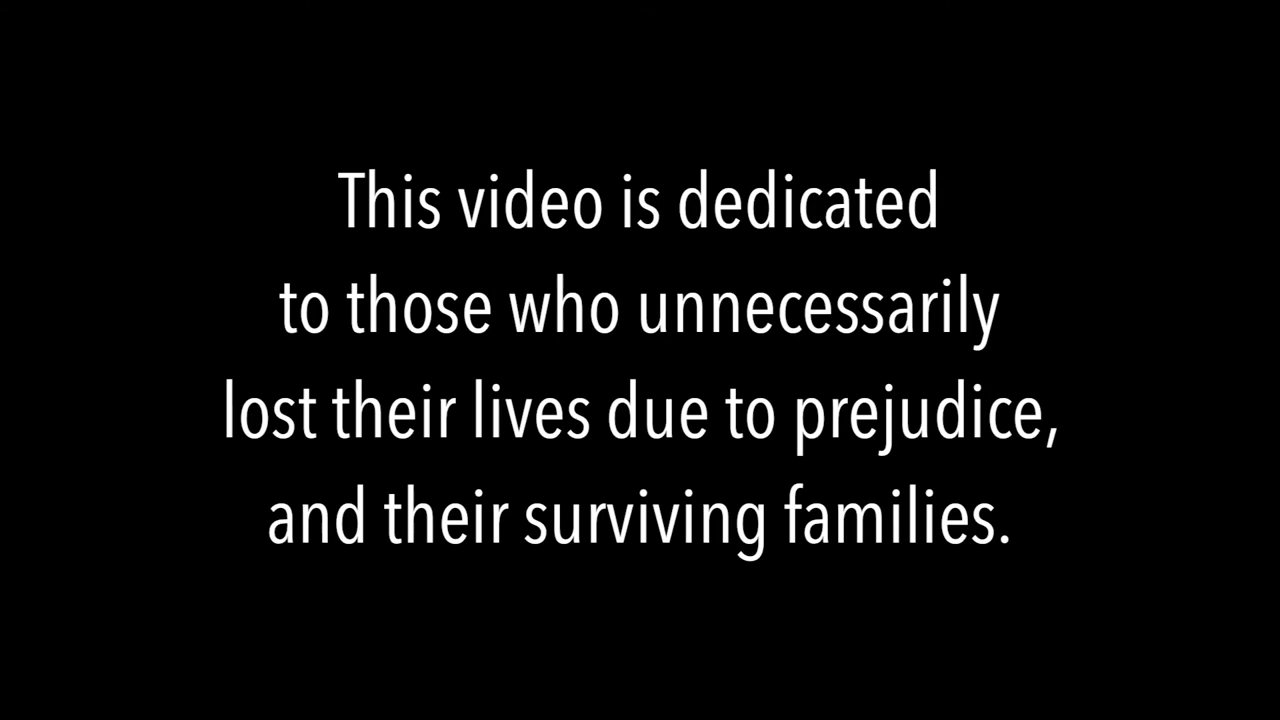 This video is dedicated
to those who unnecessarily
lost their lives due to prejudice,
and their surviving families.